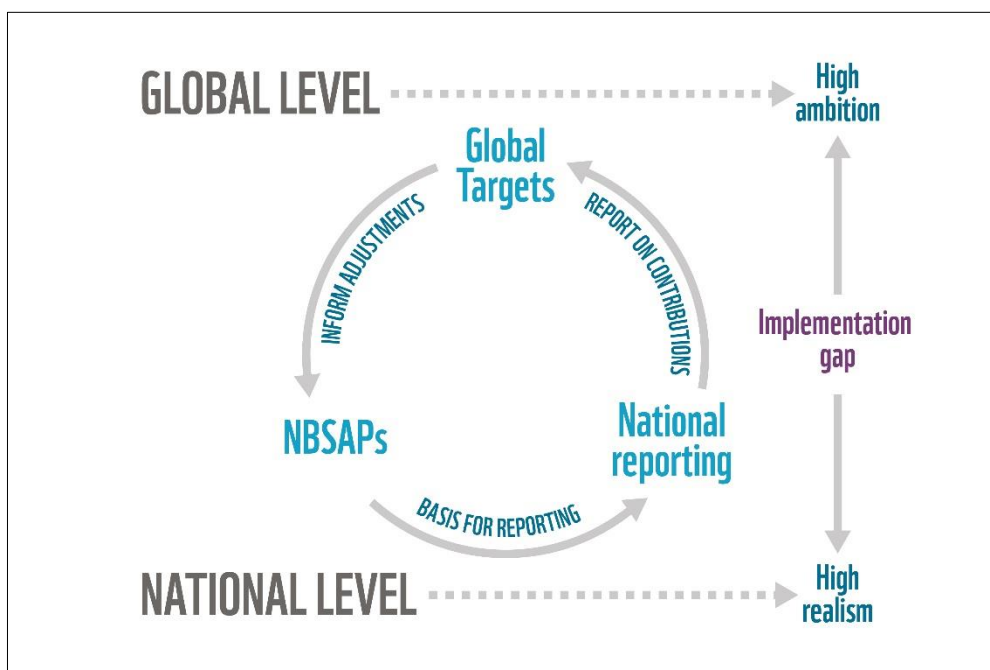 GLOBAL LEVEL
High
ambition
Global
Targets
INFORM ADJUSTMENTS
REPORT ON CONTRIBUTIONS
Implementation
gap
NBSAPs
National
reporting
BASIS FOR REPORTING
NATIONAL LEVEL
High
realism